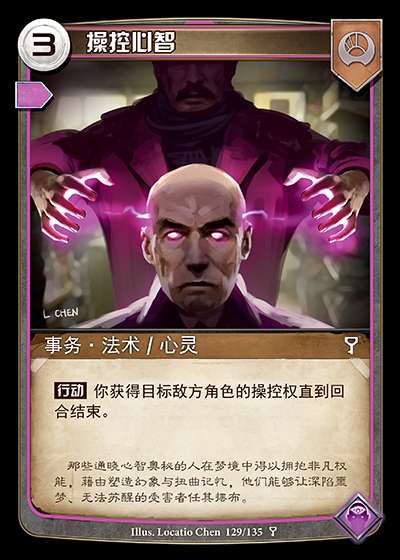 3 操控心智
L CHEN
事务·法术 / 心灵
行动 你获得目标敌方角色的操控权直到回
合结束。
那些通晓心智奥秘的人在梦境中得以拥抱非凡权
能，藉由塑造幻象与扭曲记忆，他们能够让深陷噩
梦、无法苏醒的受害者任其摆布。
Illus. Locatio Chen 129/135